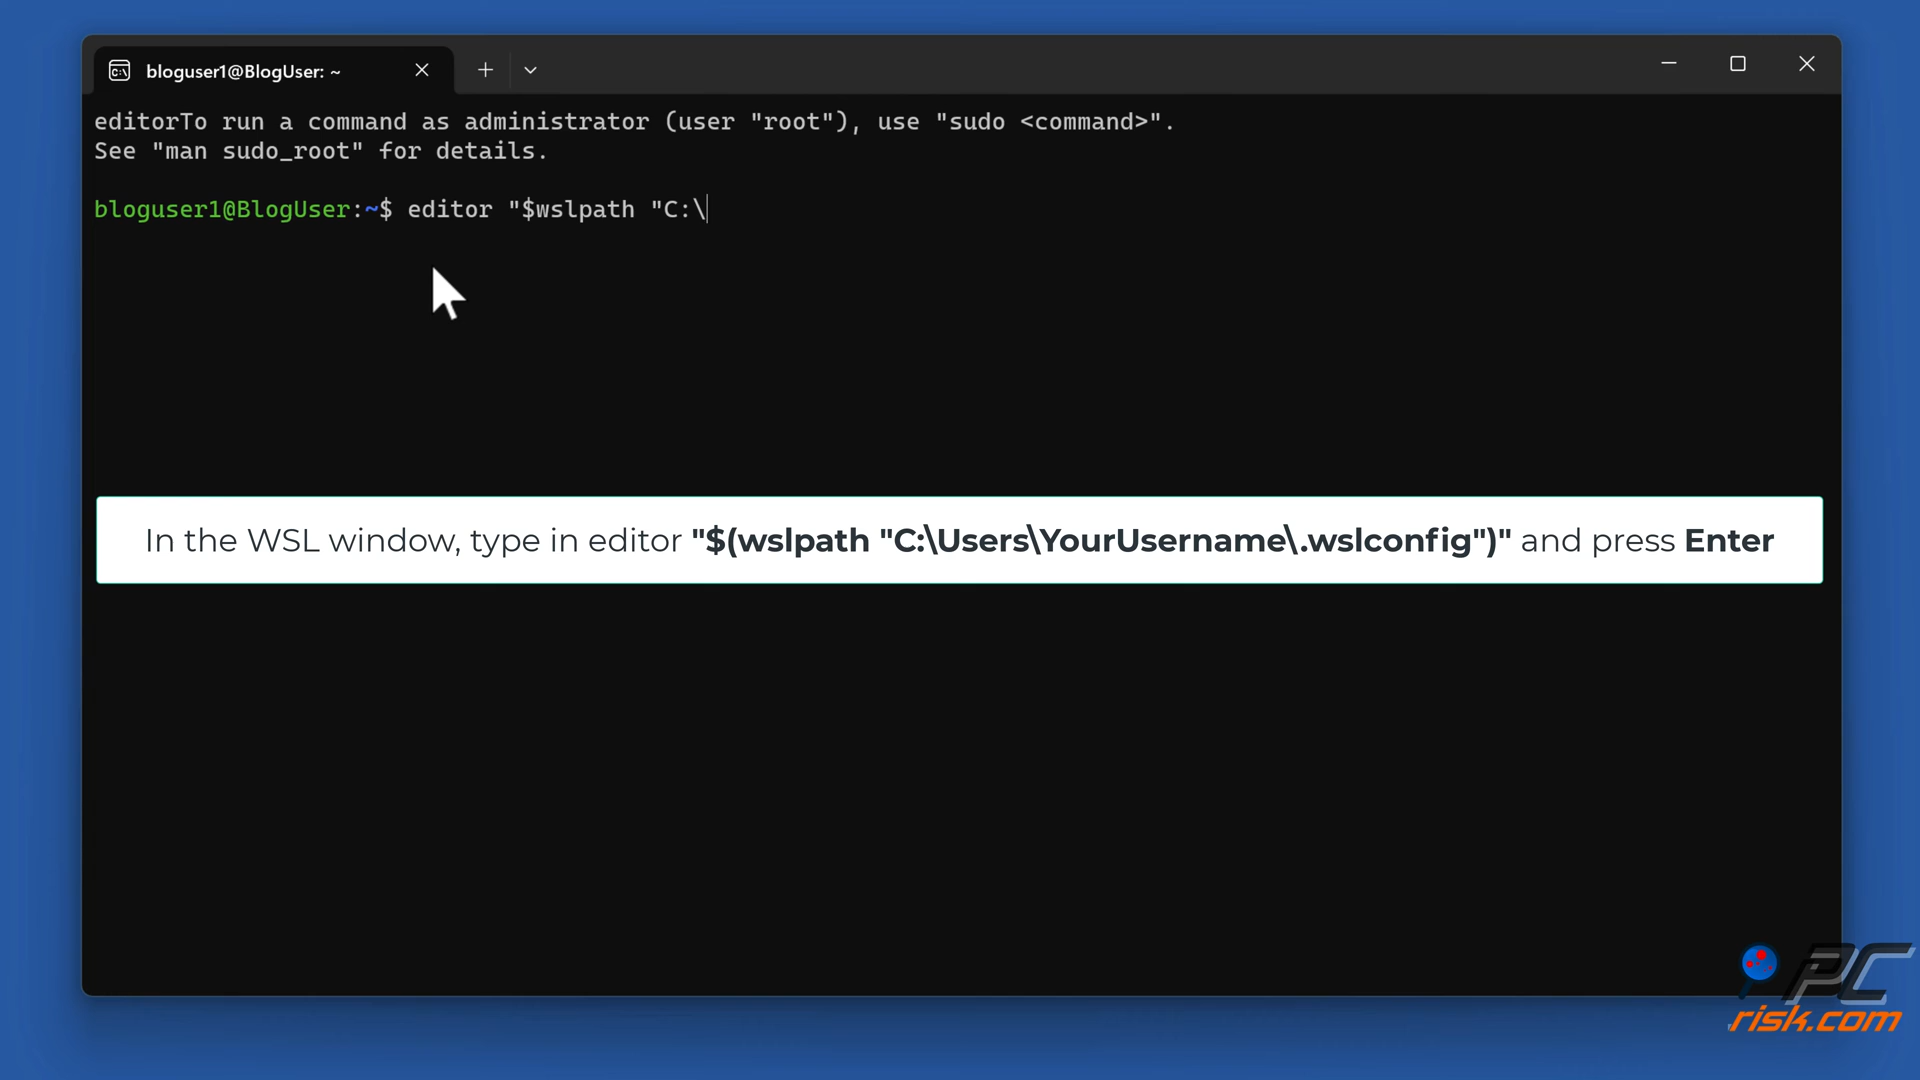 bloguser1@BlogUser: ~
editorTo run a command as administrator (user "root"), use "sudo <command>".
See "man sudo_root" for details.
bloguser1@BlogUser:~$ editor "$wslpath "C:\
In the WSL window, type in editor "$(wslpath "C:\Users\YourUsername\.wslconfig")" and press Enter
PC
risk.com